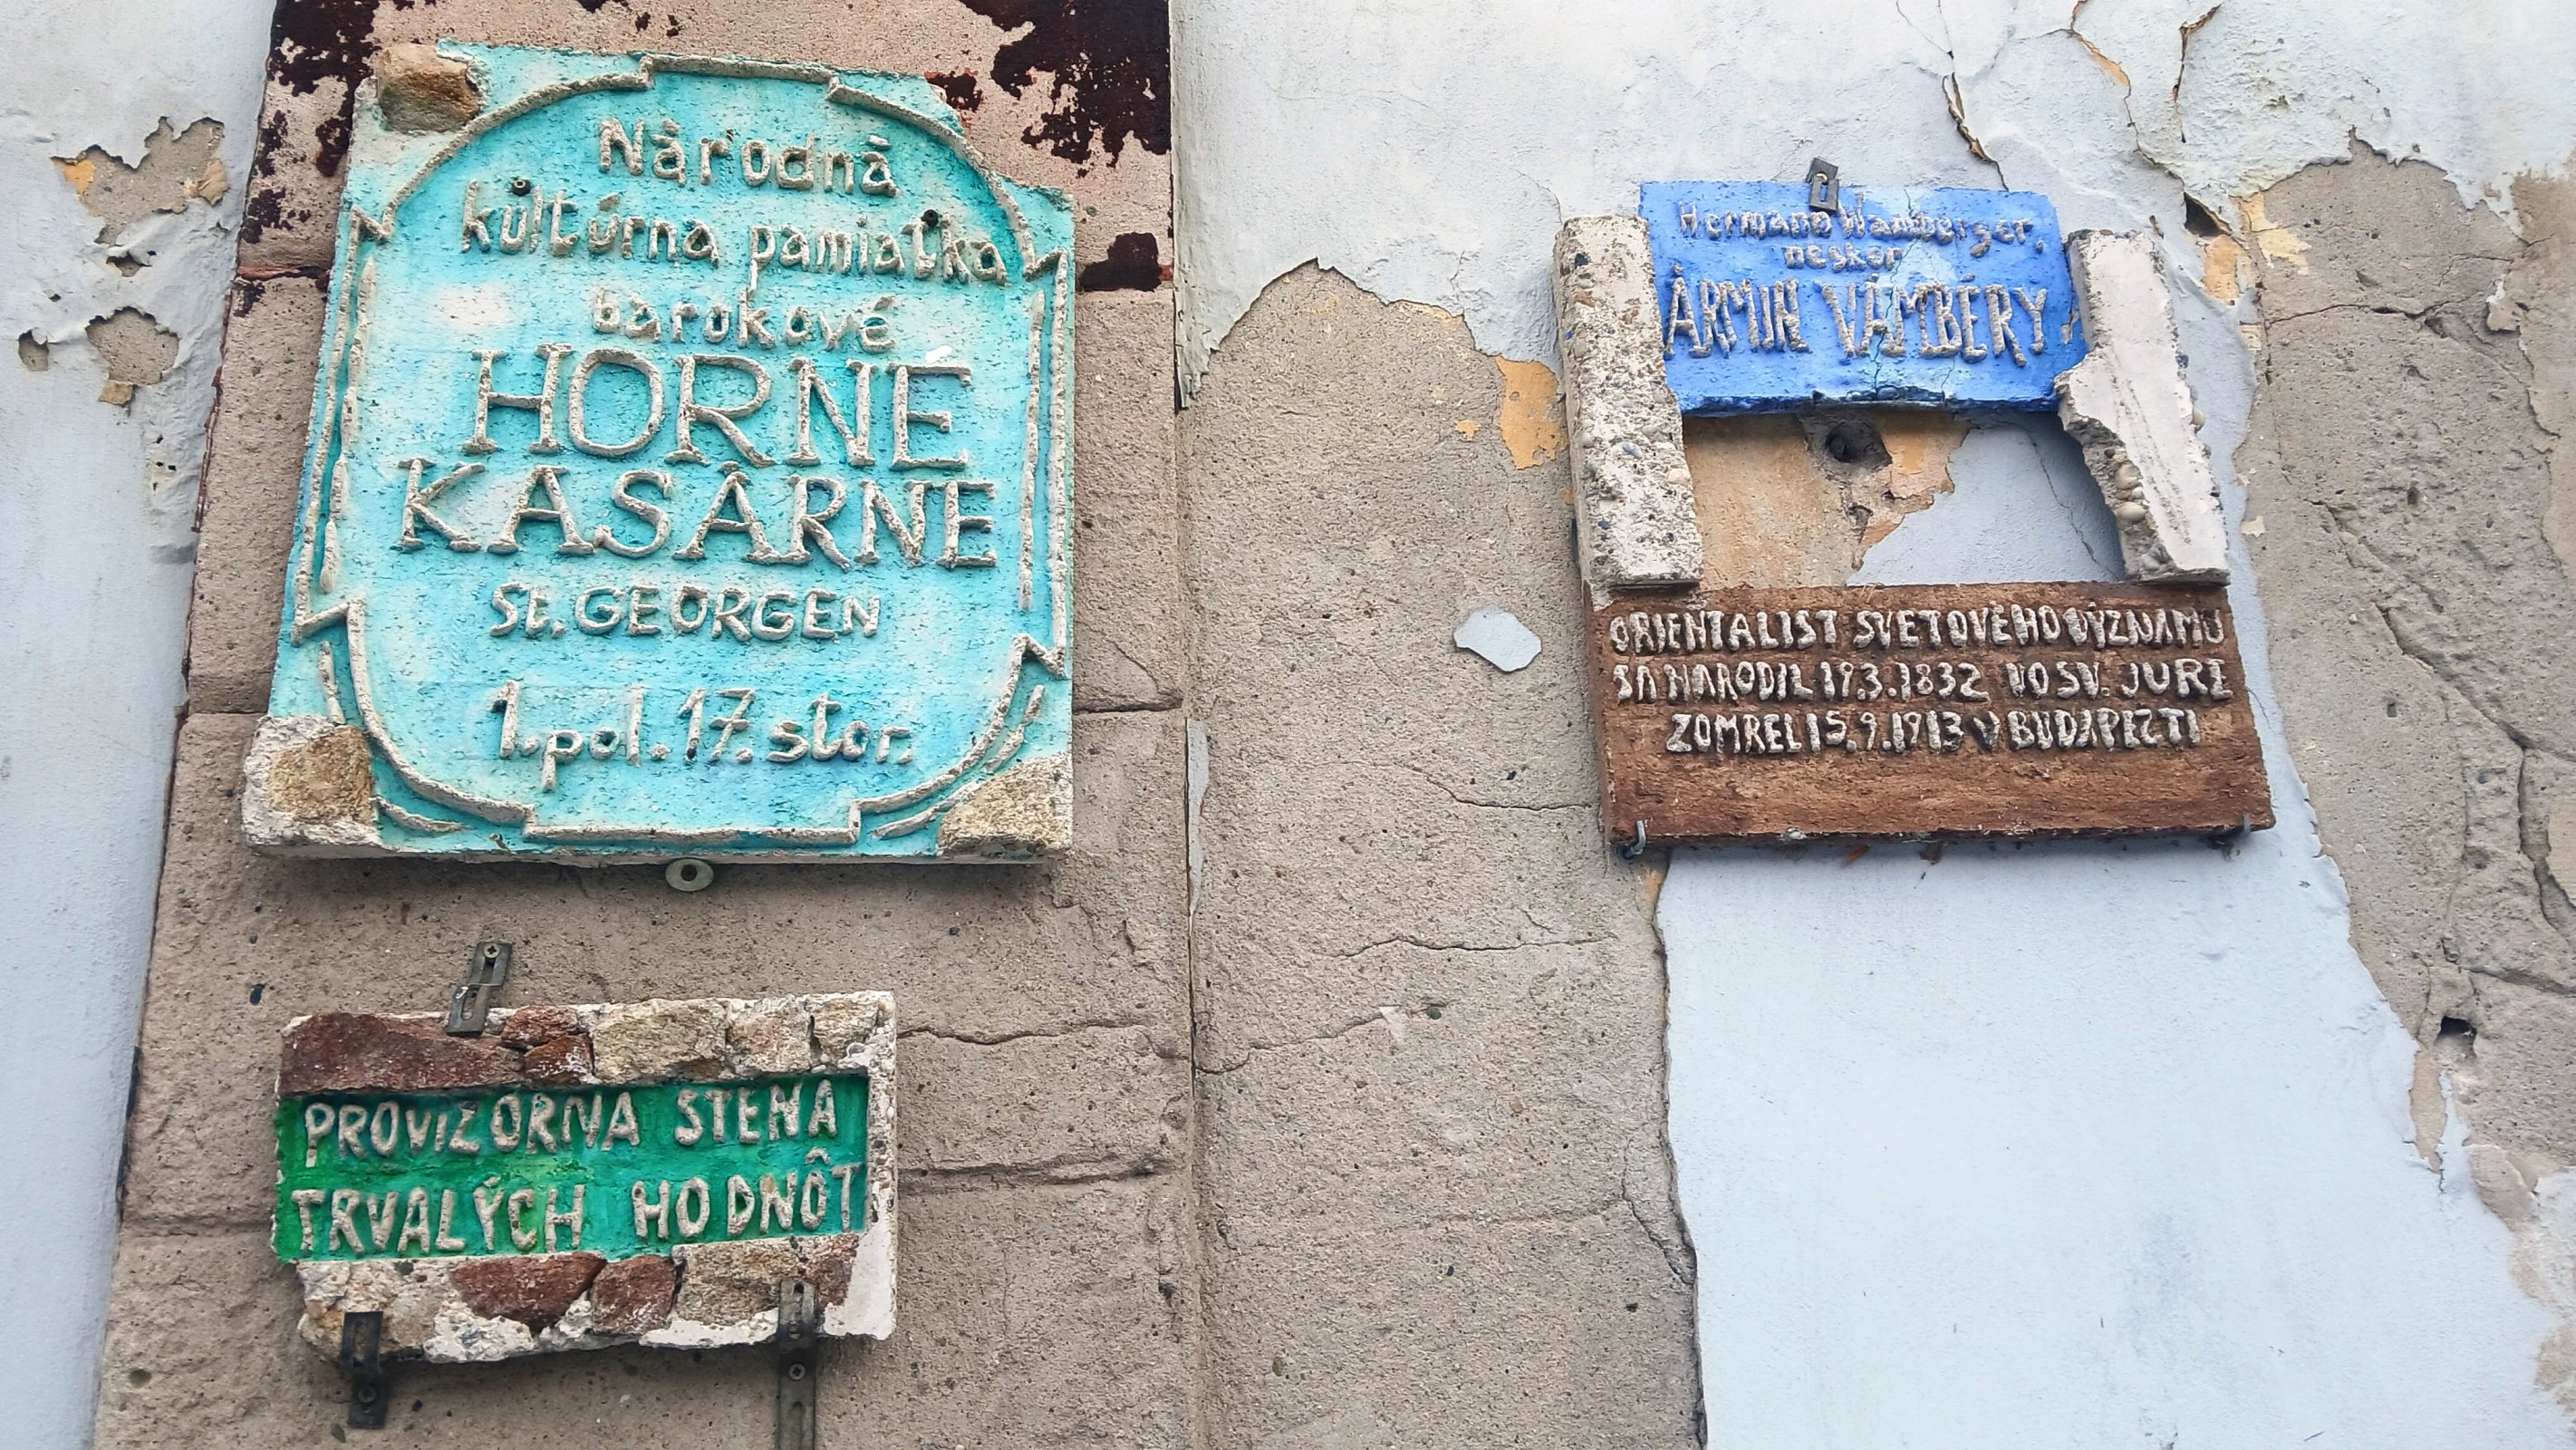 Národná
kultúrna pamiatka
barokové
HORNÉ
KASÁRNE
St. GEORGEN
1. pol. 17. stor.
PROVIZÓRNA STENA
TRVALÝCH HODNÔT
Hermann Wamberger,
neskôr
ÁRMIN VÁMBÉRY
ORIENTALIST SVETOVÉHO VÝZNAMU
SA NARODIL 19.3.1832 VO SV. JURE
ZOMREL 15.9.1913 V BUDAPEŠTI